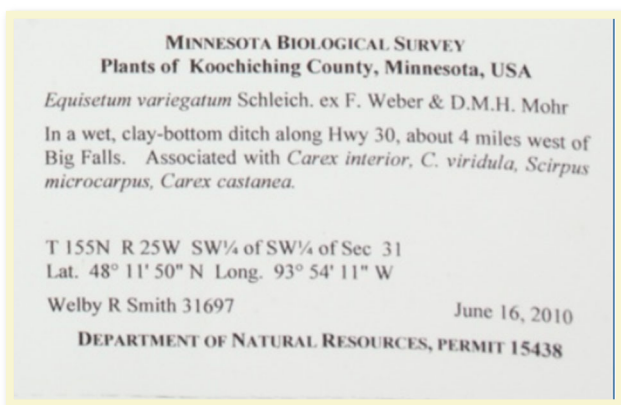 MINNESOTA BIOLOGICAL SURVEY
Plants of Koochiching County, Minnesota, USA
Equisetum variegatum Schleich. ex F. Weber & D.M.H. Mohr
In a wet, clay-bottom ditch along Hwy 30, about 4 miles west of
Big Falls. Associated with Carex interior, C. viridula, Scirpus
microcarpus, Carex castanea.
T 155N R 25W SW¼ of SW¼ of Sec 31
Lat. 48° 11' 50" N Long. 93° 54' 11" W
Welby R Smith 31697 June 16, 2010
DEPARTMENT OF NATURAL RESOURCES, PERMIT 15438